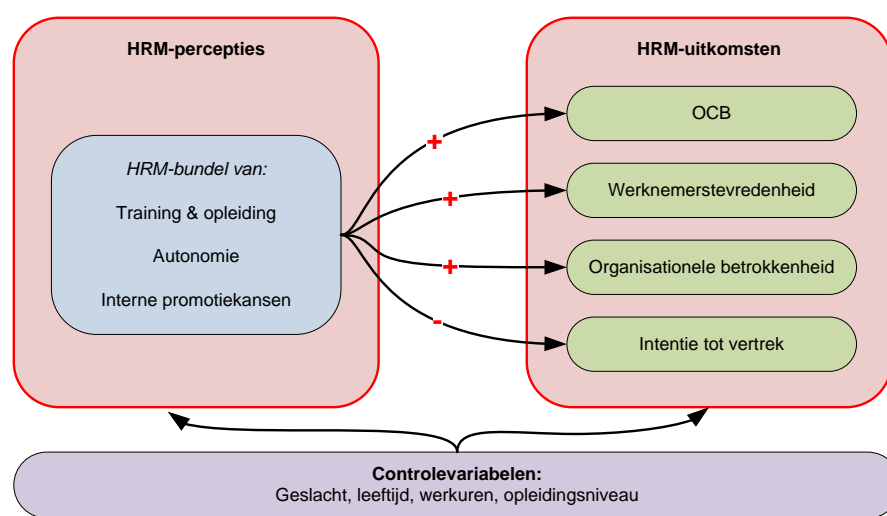 HRM-percepties
HRM-bundel van:
Training & opleiding
Autonomie
Interne promotiekansen
+
+
+
-
HRM-uitkomsten
OCB
Werknemerstevredenheid
Organisationele betrokkenheid
Intentie tot vertrek
Controlevariabelen:
Geslacht, leeftijd, werkuren, opleidingsniveau